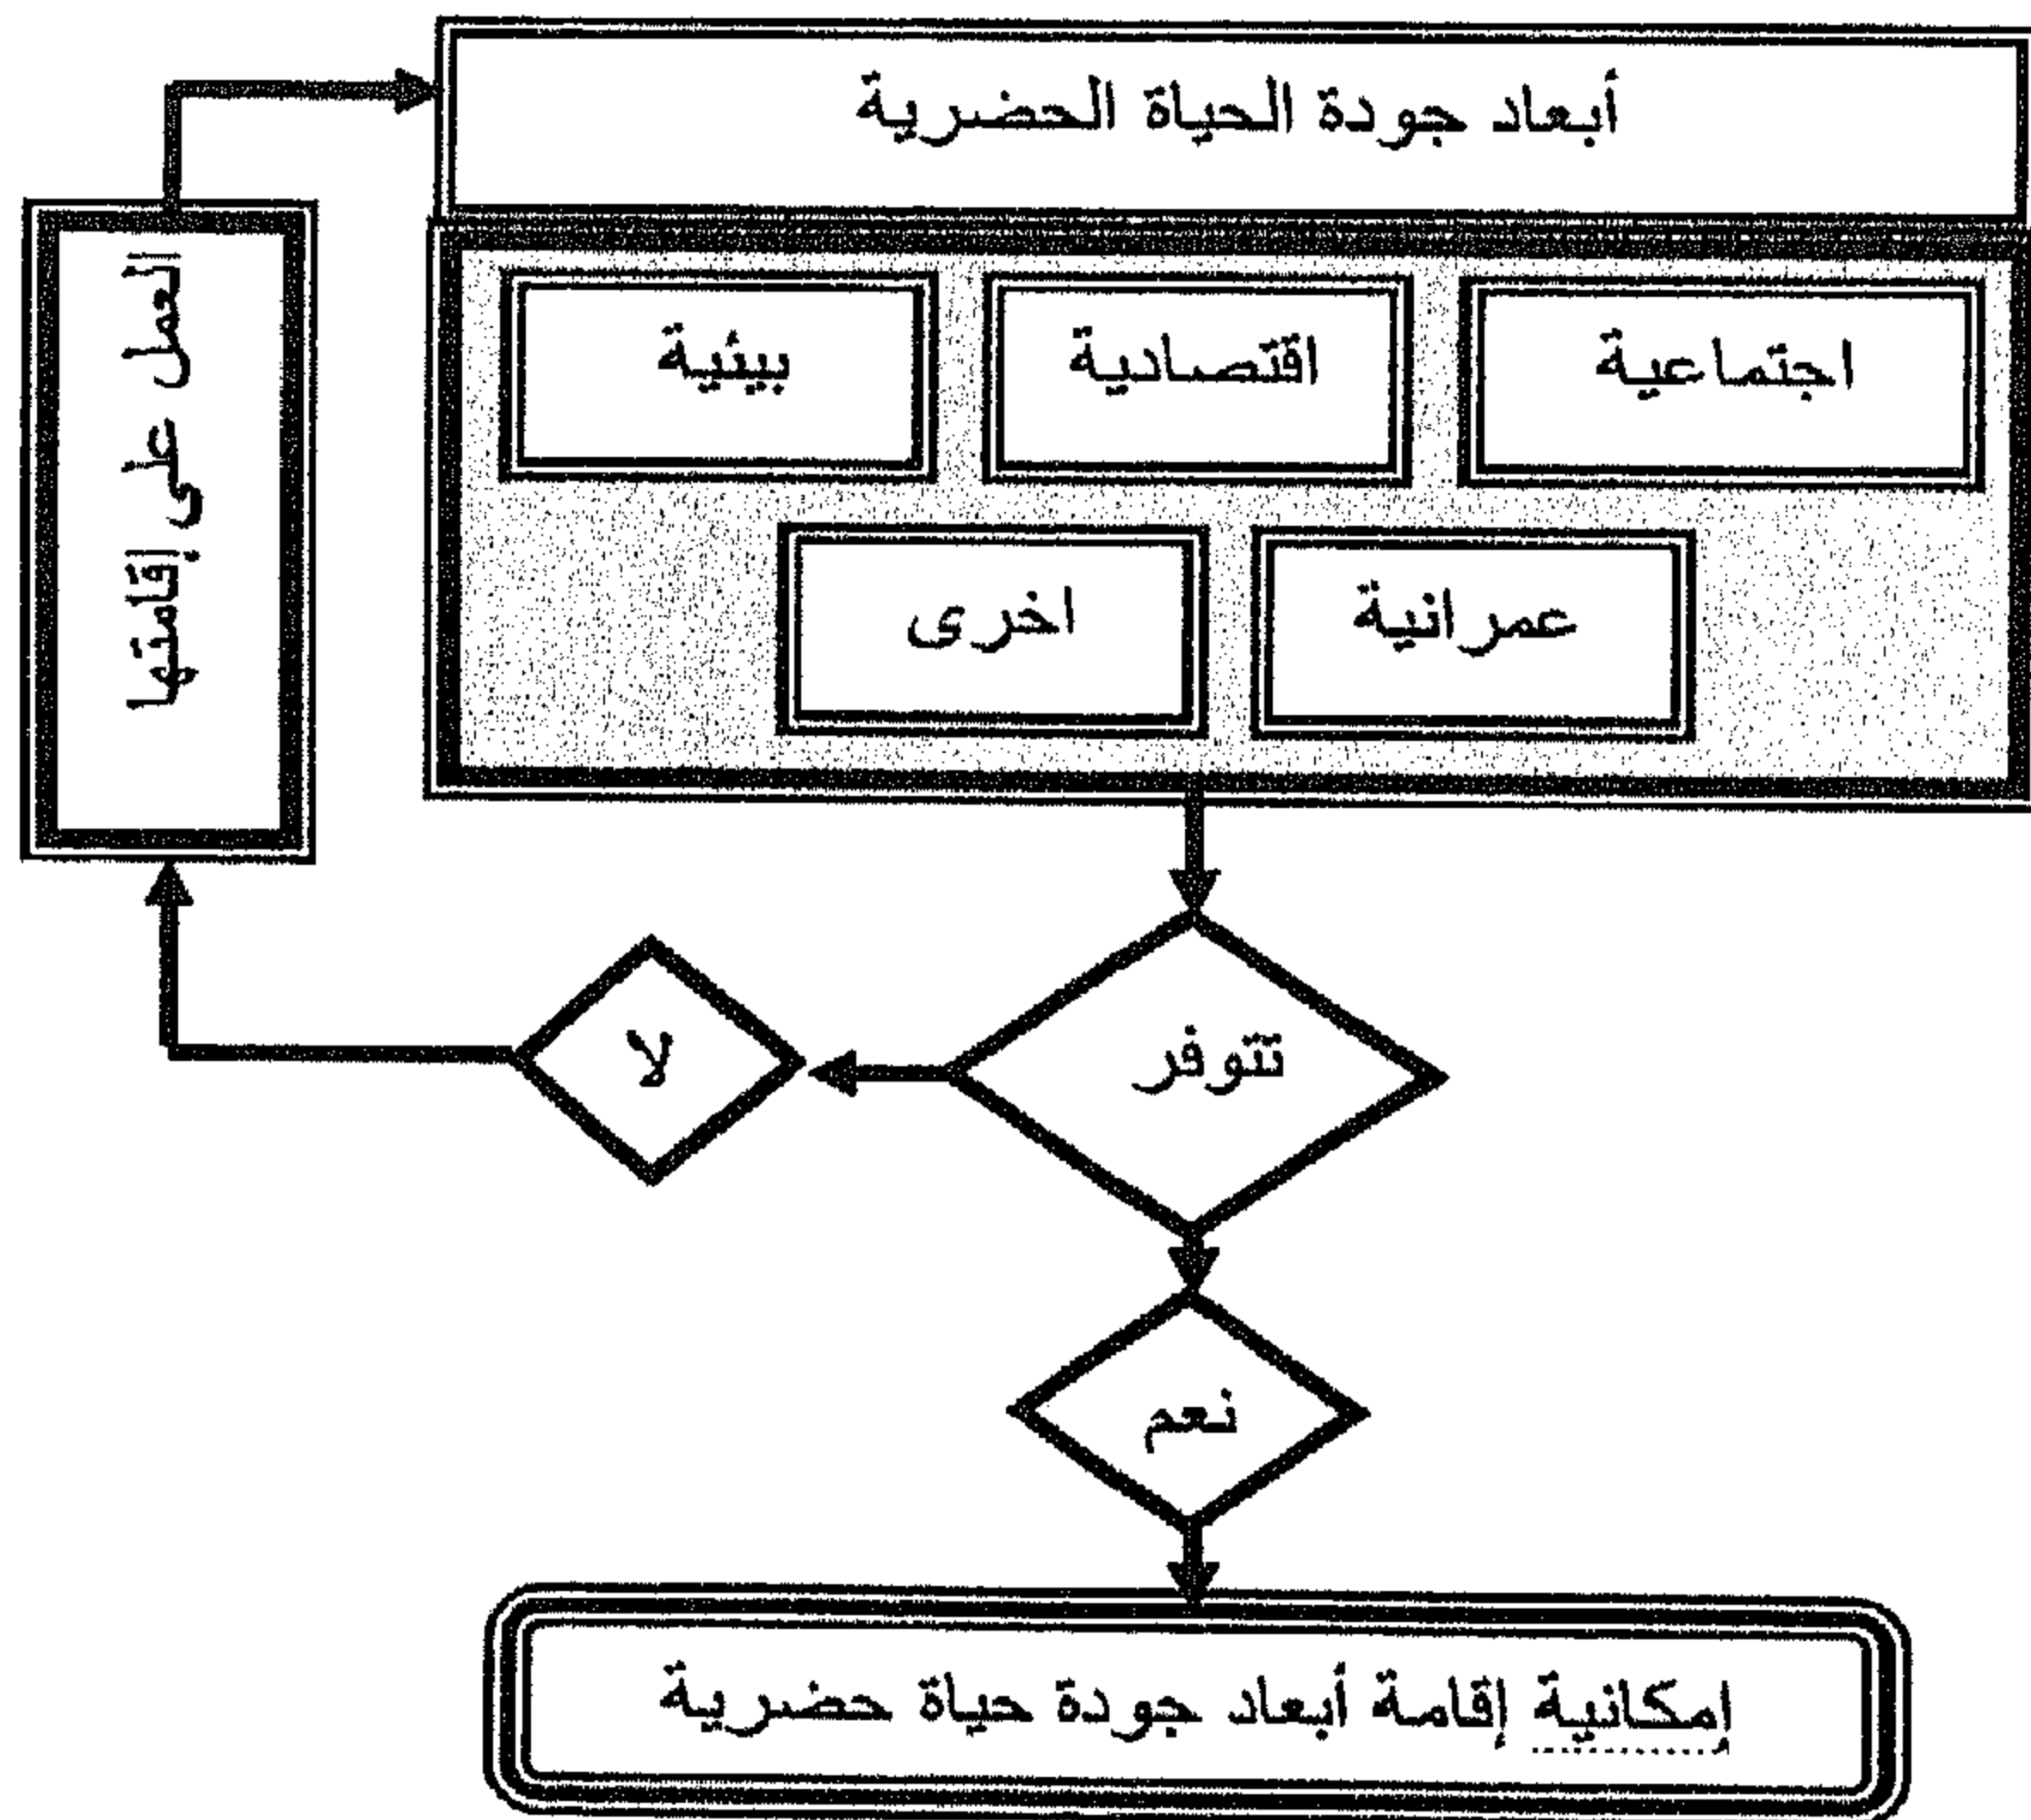 أبعاد جودة الحياة الحضرية
اجتماعية
اقتصادية
بيئية
عمرانية
اخرى
العمل على إقامتها
تتوفر
لا
نعم
إمكانية إقامة أبعاد جودة حياة حضرية